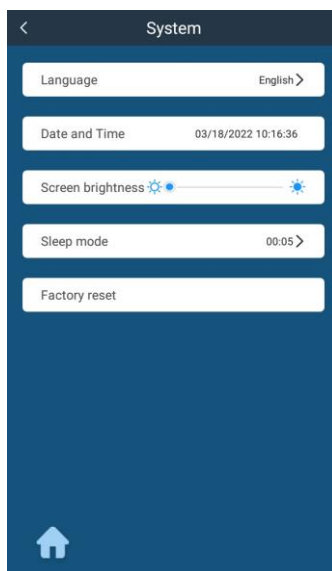 System
Language English
Date and Time 03/18/2022 10:16:36
Screen brightness
Sleep mode 00:05
Factory reset